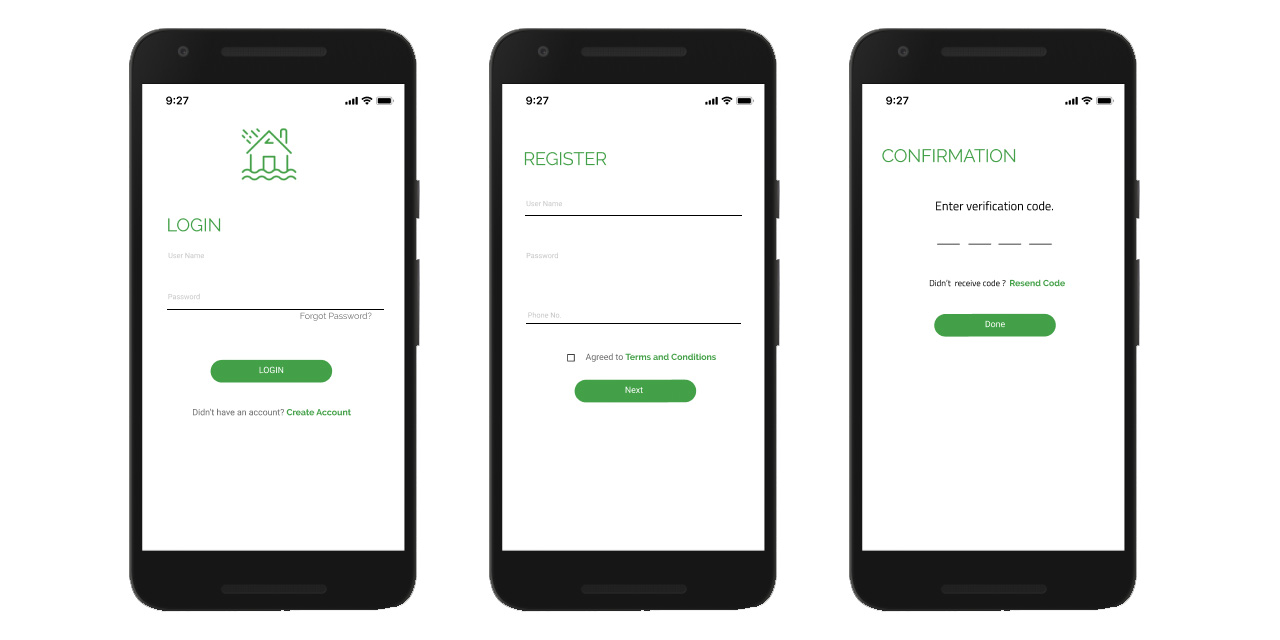 9:27
LOGIN
User Name
Password
Forgot Password?
LOGIN
Didn't have an account? Create Account
9:27
REGISTER
User Name
Password
Phone No.
Agreed to Terms and Conditions
Next
9:27
CONFIRMATION
Enter verification code.
Didn't receive code ? Resend Code
Done